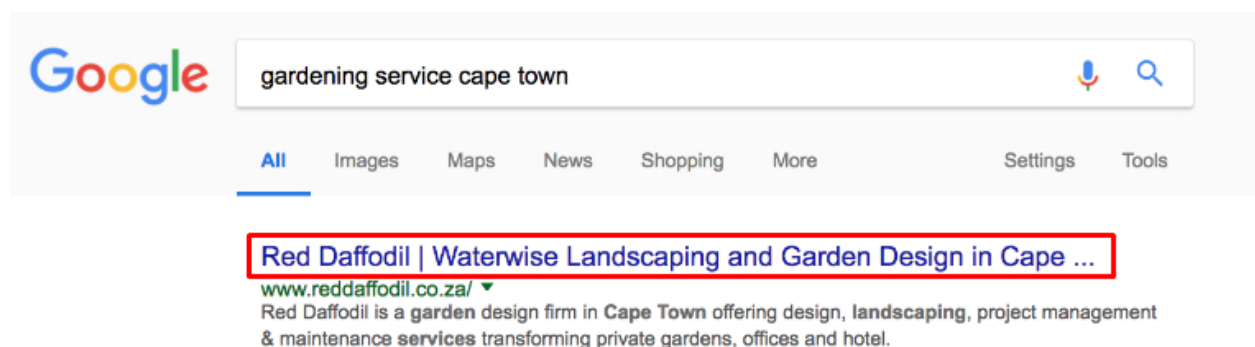 Google
gardening service cape town
All Images Maps News Shopping More Settings Tools
Red Daffodil | Waterwise Landscaping and Garden Design in Cape ...
www.reddaffodil.co.za/
Red Daffodil is a garden design firm in Cape Town offering design, landscaping, project management
& maintenance services transforming private gardens, offices and hotel.